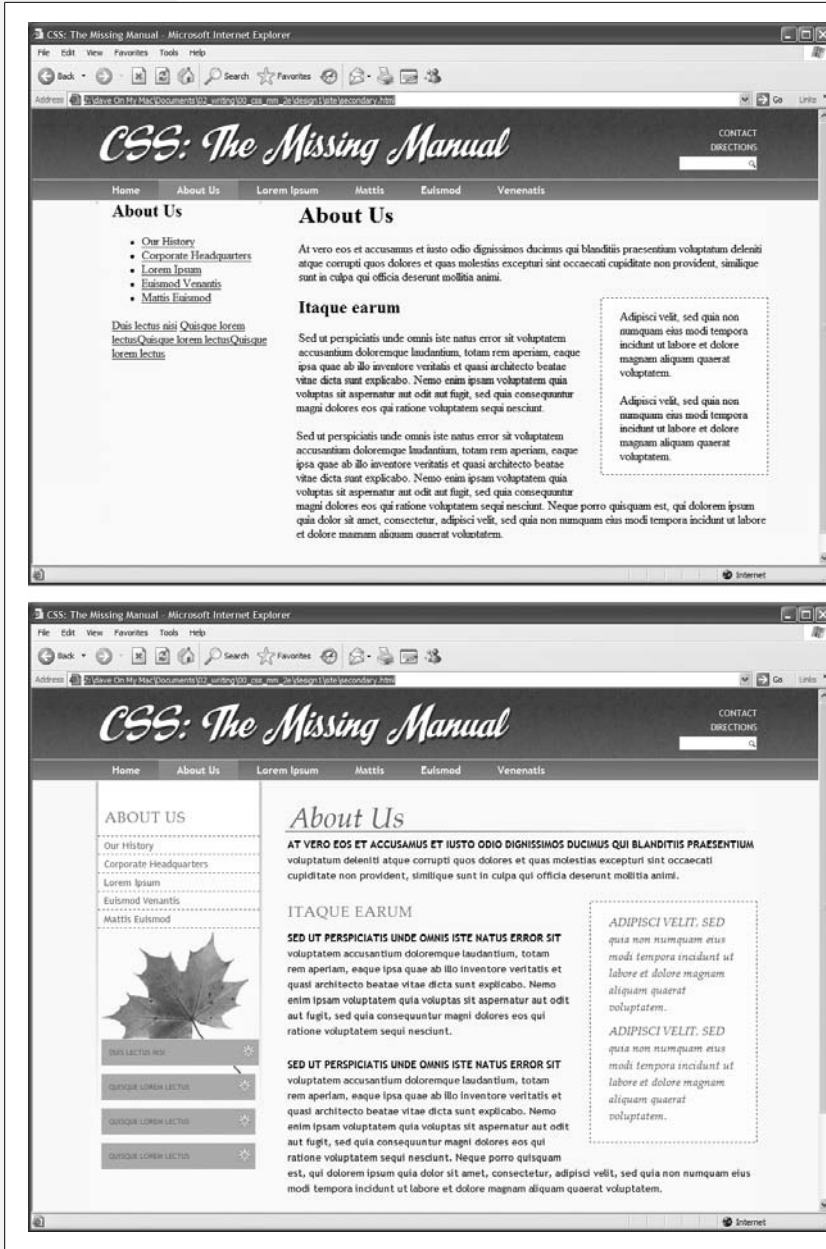 CSS: The Missing Manual - Microsoft Internet Explorer
File Edit View Favorites Tools Help
Back Search Favorites
Address Z:\dave On My Mac\Documents\02_writing\00_css_mm_2e\design1\site\secondary.html Go Links
CSS: The Missing Manual
CONTACT
DIRECTIONS
Home About Us Lorem Ipsum Mattis Euismod Venenatis
About Us
Our History
Corporate Headquarters
Lorem Ipsum
Euismod Venantis
Mattis Euismod
Duis lectus nisi Quisque lorem
lectusQuisque lorem lectusQuisque
lorem lectus
About Us
At vero eos et accusamus et iusto odio dignissimos ducimus qui blanditiis praesentium voluptatum deleniti
atque corrupti quos dolores et quas molestias excepturi sint occaecati cupiditate non provident, similique
sunt in culpa qui officia deserunt mollitia animi.
Itaque earum
Sed ut perspiciatis unde omnis iste natus error sit voluptatem
accusantium doloremque laudantium, totam rem aperiam, eaque
ipsa quae ab illo inventore veritatis et quasi architecto beatae
vitae dicta sunt explicabo. Nemo enim ipsam voluptatem quia
voluptas sit aspernatur aut odit aut fugit, sed quia consequuntur
magni dolores eos qui ratione voluptatem sequi nesciunt.
Sed ut perspiciatis unde omnis iste natus error sit voluptatem
accusantium doloremque laudantium, totam rem aperiam, eaque
ipsa quae ab illo inventore veritatis et quasi architecto beatae
vitae dicta sunt explicabo. Nemo enim ipsam voluptatem quia
voluptas sit aspernatur aut odit aut fugit, sed quia consequuntur
magni dolores eos qui ratione voluptatem sequi nesciunt. Neque porro quisquam est, qui dolorem ipsum
quia dolor sit amet, consectetur, adipisci velit, sed quia non numquam eius modi tempora incidunt ut labore
et dolore magnam aliquam quaerat voluptatem.
Adipisci velit, sed quia non
numquam eius modi tempora
incidunt ut labore et dolore
magnam aliquam quaerat
voluptatem.
Adipisci velit, sed quia non
numquam eius modi tempora
incidunt ut labore et dolore
magnam aliquam quaerat
voluptatem.
Internet
CSS: The Missing Manual - Microsoft Internet Explorer
File Edit View Favorites Tools Help
Back Search Favorites
Address Z:\dave On My Mac\Documents\02_writing\00_css_mm_2e\design1\site\secondary.html Go Links
CSS: The Missing Manual
CONTACT
DIRECTIONS
Home About Us Lorem Ipsum Mattis Euismod Venenatis
ABOUT US
Our History
Corporate Headquarters
Lorem Ipsum
Euismod Venantis
Mattis Euismod
DUIS LECTUS NISI
QUISQUE LOREM LECTUS
QUISQUE LOREM LECTUS
QUISQUE LOREM LECTUS
About Us
AT VERO EOS ET ACCUSAMUS ET IUSTO ODIO DIGNISSIMOS DUCIMUS QUI BLANDITIIS PRAESENTIUM
voluptatum deleniti atque corrupti quos dolores et quas molestias excepturi sint occaecati
cupiditate non provident, similique sunt in culpa qui officia deserunt mollitia animi.
ITAQUE EARUM
SED UT PERSPICIATIS UNDE OMNIS ISTE NATUS ERROR SIT
voluptatem accusantium doloremque laudantium, totam
rem aperiam, eaque ipsa quae ab illo inventore veritatis et
quasi architecto beatae vitae dicta sunt explicabo. Nemo
enim ipsam voluptatem quia voluptas sit aspernatur aut odit
aut fugit, sed quia consequuntur magni dolores eos qui
ratione voluptatem sequi nesciunt.
SED UT PERSPICIATIS UNDE OMNIS ISTE NATUS ERROR SIT
voluptatem accusantium doloremque laudantium, totam
rem aperiam, eaque ipsa quae ab illo inventore veritatis et
quasi architecto beatae vitae dicta sunt explicabo. Nemo
enim ipsam voluptatem quia voluptas sit aspernatur aut odit
aut fugit, sed quia consequuntur magni dolores eos qui
ratione voluptatem sequi nesciunt. Neque porro quisquam
est, qui dolorem ipsum quia dolor sit amet, consectetur, adipisci velit, sed quia non numquam eius
modi tempora incidunt ut labore et dolore magnam aliquam quaerat voluptatem.
ADIPISCI VELIT, SED
quia non numquam eius
modi tempora incidunt ut
labore et dolore magnam
aliquam quaerat
voluptatem.
ADIPISCI VELIT, SED
quia non numquam eius
modi tempora incidunt ut
labore et dolore magnam
aliquam quaerat
voluptatem.
Internet